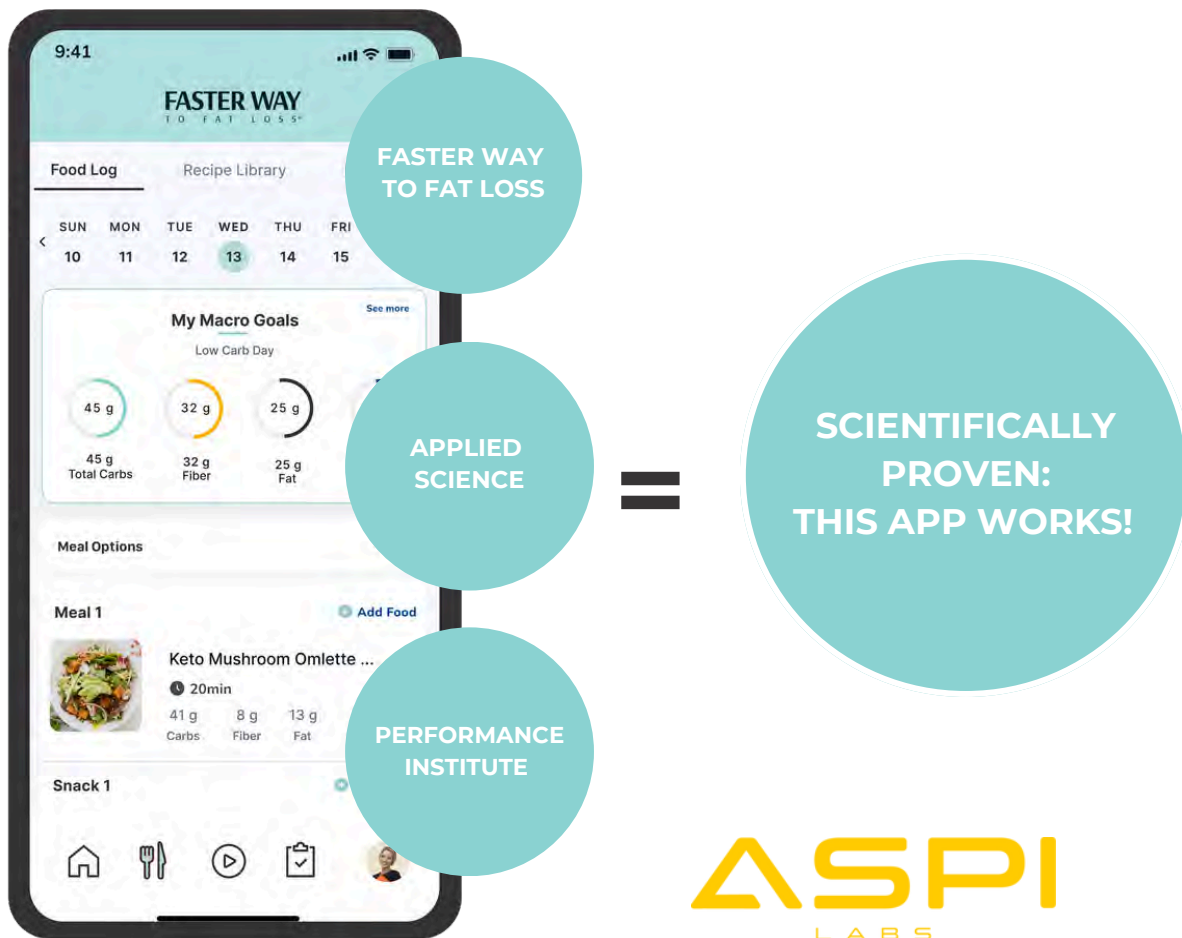 9:41
FASTER WAY
TO FAT LOSS®
Food Log
Recipe Library
SUN MON TUE WED THU FRI
10 11 12 13 14 15
My Macro Goals
See more
Low Carb Day
45 g 32 g 25 g
45 g 32 g 25 g
Total Carbs Fiber Fat
Meal Options
Meal 1
Add Food
Keto Mushroom Omlette ...
20min
41 g 8 g 13 g
Carbs Fiber Fat
Snack 1
FASTER WAY
TO FAT LOSS
APPLIED
SCIENCE
PERFORMANCE
INSTITUTE
=
SCIENTIFICALLY
PROVEN:
THIS APP WORKS!
ASPI
LABS